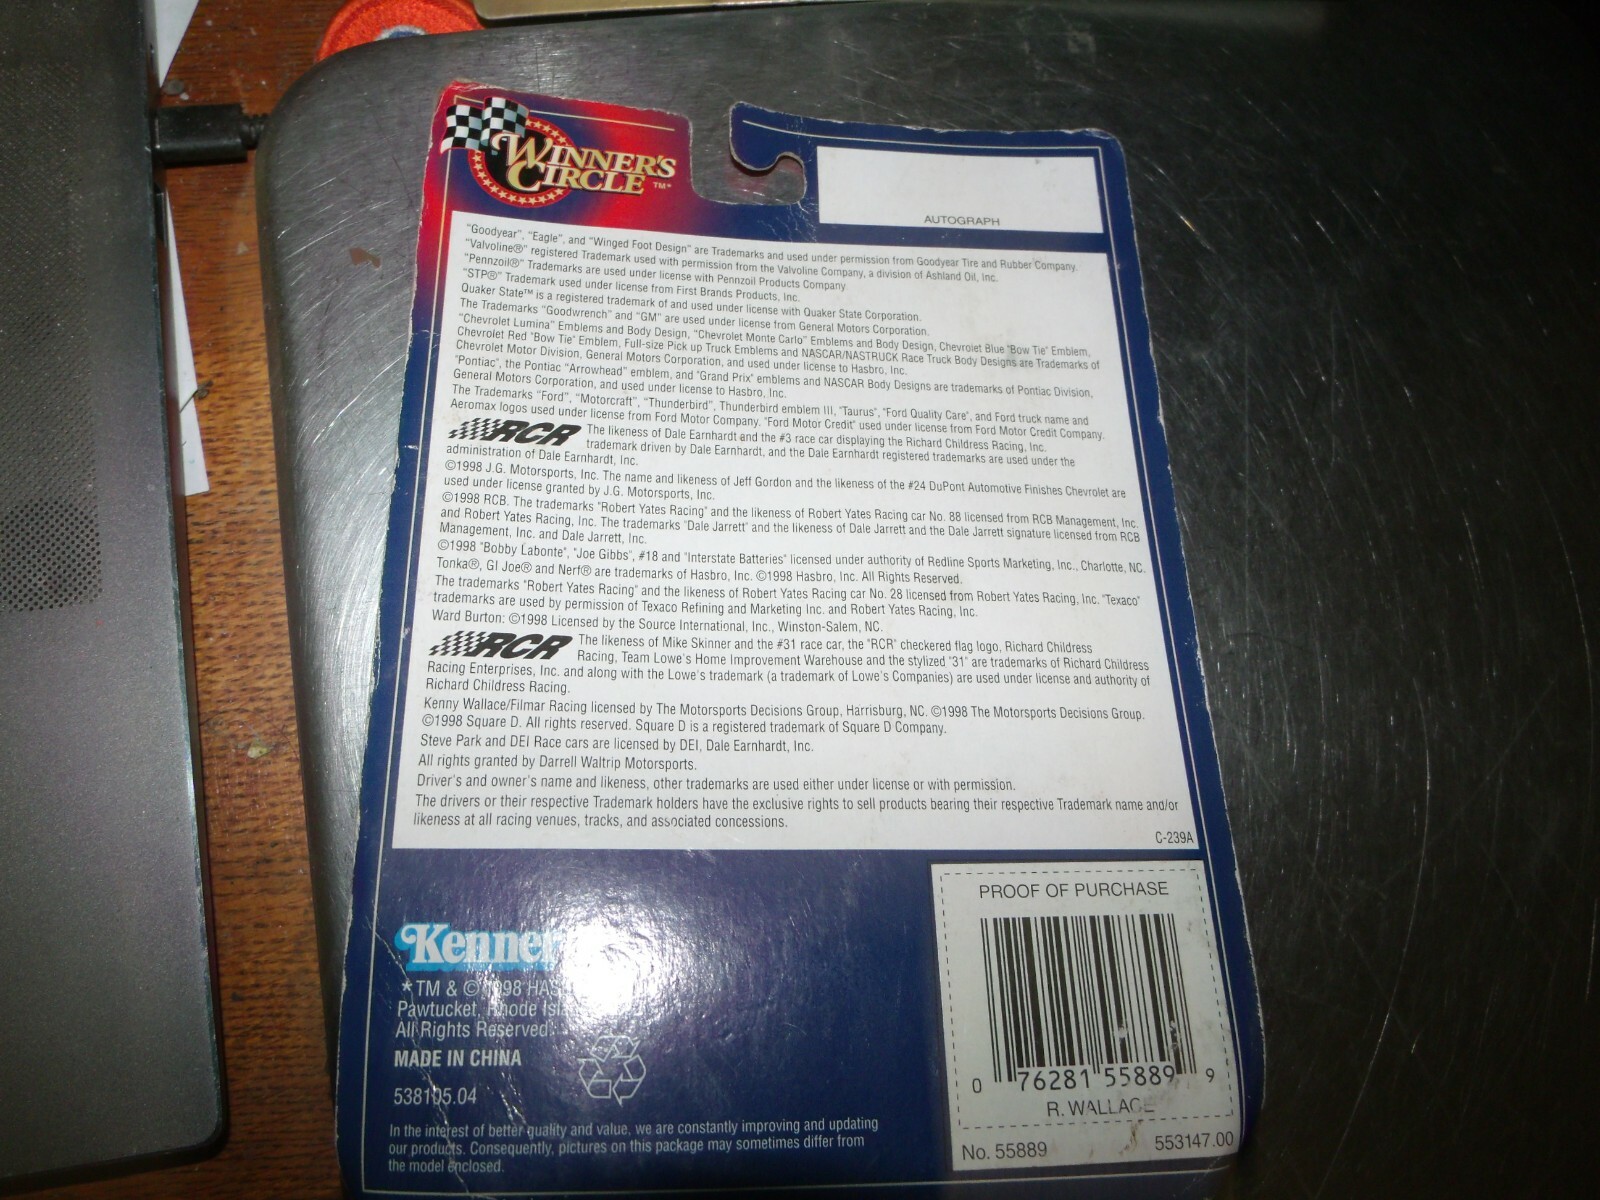 WINNER'S
CIRCLE TM*
AUTOGRAPH
"Goodyear", "Eagle", and "Winged Foot Design" are Trademarks and used under permission from Goodyear Tire and Rubber Company.
"Valvoline®" registered Trademark used with permission from the Valvoline Company, a division of Ashland Oil, Inc.
"Pennzoil®" Trademarks are used under license with Pennzoil Products Company
"STP®" Trademark used under license from First Brands Products, Inc.
Quaker State™ is a registered trademark of and used under license with Quaker State Corporation.
The Trademarks "Goodwrench" and "GM" are used under license from General Motors Corporation.
"Chevrolet Lumina" Emblems and Body Design, "Chevrolet Monte Carlo" Emblems and Body Design, Chevrolet Blue "Bow Tie" Emblem,
Chevrolet Red "Bow Tie" Emblem, Full-size Pick up Truck Emblems and NASCAR/NASTRUCK Race Truck Body Designs are Trademarks of
Chevrolet Motor Division, General Motors Corporation, and used under license to Hasbro, Inc.
"Pontiac", the Pontiac "Arrowhead" emblem, and "Grand Prix" emblems and NASCAR Body Designs are trademarks of Pontiac Division,
General Motors Corporation, and used under license to Hasbro, Inc.
The Trademarks "Ford", "Motorcraft", "Thunderbird", Thunderbird emblem III, "Taurus", "Ford Quality Care", and Ford truck name and
Aeromax logos used under license from Ford Motor Company. "Ford Motor Credit" used under license from Ford Motor Credit Company.
RCR The likeness of Dale Earnhardt and the #3 race car displaying the Richard Childress Racing, Inc.
trademark driven by Dale Earnhardt, and the Dale Earnhardt registered trademarks are used under the
administration of Dale Earnhardt, Inc.
©1998 J.G. Motorsports, Inc. The name and likeness of Jeff Gordon and the likeness of the #24 DuPont Automotive Finishes Chevrolet are
used under license granted by J.G. Motorsports, Inc.
©1998 RCB. The trademarks "Robert Yates Racing" and the likeness of Robert Yates Racing car No. 88 licensed from RCB Management, Inc.
and Robert Yates Racing, Inc. The trademarks "Dale Jarrett" and the likeness of Dale Jarrett and the Dale Jarrett signature licensed from RCB
Management, Inc. and Dale Jarrett, Inc.
©1998 "Bobby Labonte", "Joe Gibbs", #18 and "Interstate Batteries" licensed under authority of Redline Sports Marketing, Inc., Charlotte, NC.
Tonka®, GI Joe® and Nerf® are trademarks of Hasbro, Inc. ©1998 Hasbro, Inc. All Rights Reserved.
The trademarks "Robert Yates Racing" and the likeness of Robert Yates Racing car No. 28 licensed from Robert Yates Racing, Inc. "Texaco"
trademarks are used by permission of Texaco Refining and Marketing Inc. and Robert Yates Racing, Inc.
Ward Burton: ©1998 Licensed by the Source International, Inc., Winston-Salem, NC.
RCR The likeness of Mike Skinner and the #31 race car, the "RCR" checkered flag logo, Richard Childress
Racing, Team Lowe's Home Improvement Warehouse and the stylized "31" are trademarks of Richard Childress
Racing Enterprises, Inc. and along with the Lowe's trademark (a trademark of Lowe's Companies) are used under license and authority of
Richard Childress Racing.
Kenny Wallace/Filmar Racing licensed by The Motorsports Decisions Group, Harrisburg, NC. ©1998 The Motorsports Decisions Group.
©1998 Square D. All rights reserved. Square D is a registered trademark of Square D Company.
Steve Park and DEI Race cars are licensed by DEI, Dale Earnhardt, Inc.
All rights granted by Darrell Waltrip Motorsports.
Driver's and owner's name and likeness, other trademarks are used either under license or with permission.
The drivers or their respective Trademark holders have the exclusive rights to sell products bearing their respective Trademark name and/or
likeness at all racing venues, tracks, and associated concessions.
C-239A
Kenner
*TM & © 1998 HAS
Pawtucket, Rhode Isla
All Rights Reserved.
MADE IN CHINA
538105.04
In the interest of better quality and value, we are constantly improving and updating
our products. Consequently, pictures on this package may sometimes differ from
the model enclosed.
PROOF OF PURCHASE
0 76281 55889 9
R. WALLACE
No. 55889 553147.00